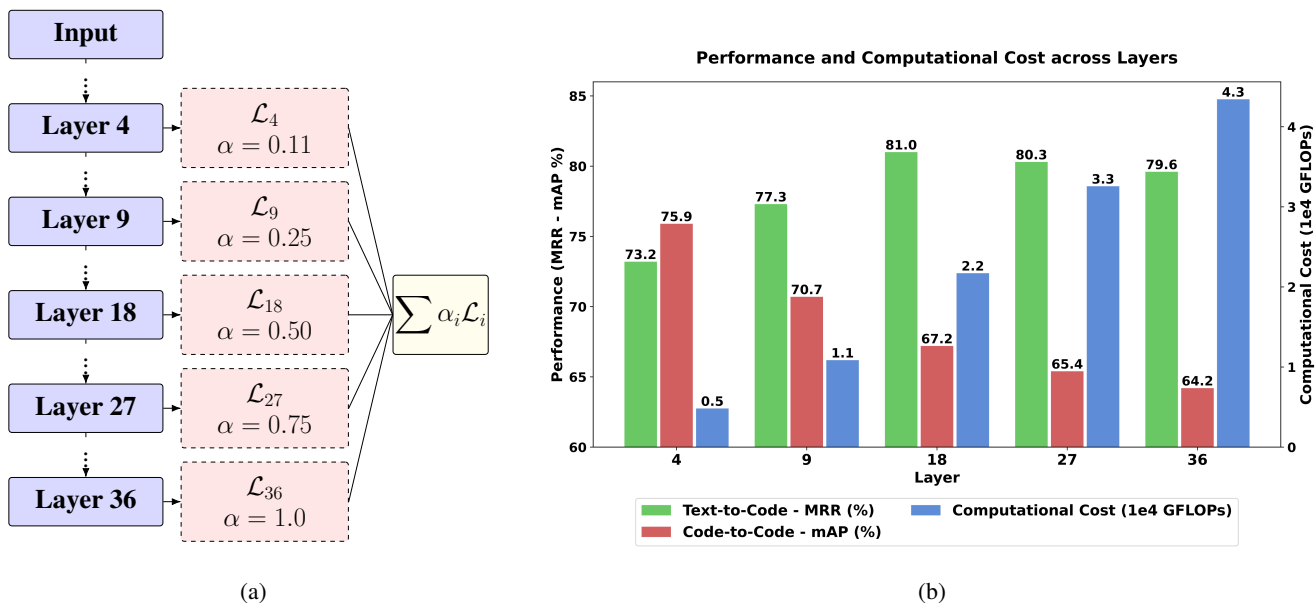 Input
Layer 4
ℒ4
α = 0.11
Layer 9
ℒ9
α = 0.25
Layer 18
ℒ18
α = 0.50
Layer 27
ℒ27
α = 0.75
Layer 36
ℒ36
α = 1.0
∑ αiℒi
(a)
Performance and Computational Cost across Layers
Performance (MRR - mAP %)
85
80
75
70
65
60
73.2
75.9
0.5
77.3
70.7
1.1
81.0
67.2
2.2
80.3
65.4
3.3
79.6
64.2
4.3
4
3
2
1
0
Computational Cost (1e4 GFLOPs)
4 9 18 27 36
Layer
Text-to-Code - MRR (%)
Code-to-Code - mAP (%)
Computational Cost (1e4 GFLOPs)
(b)